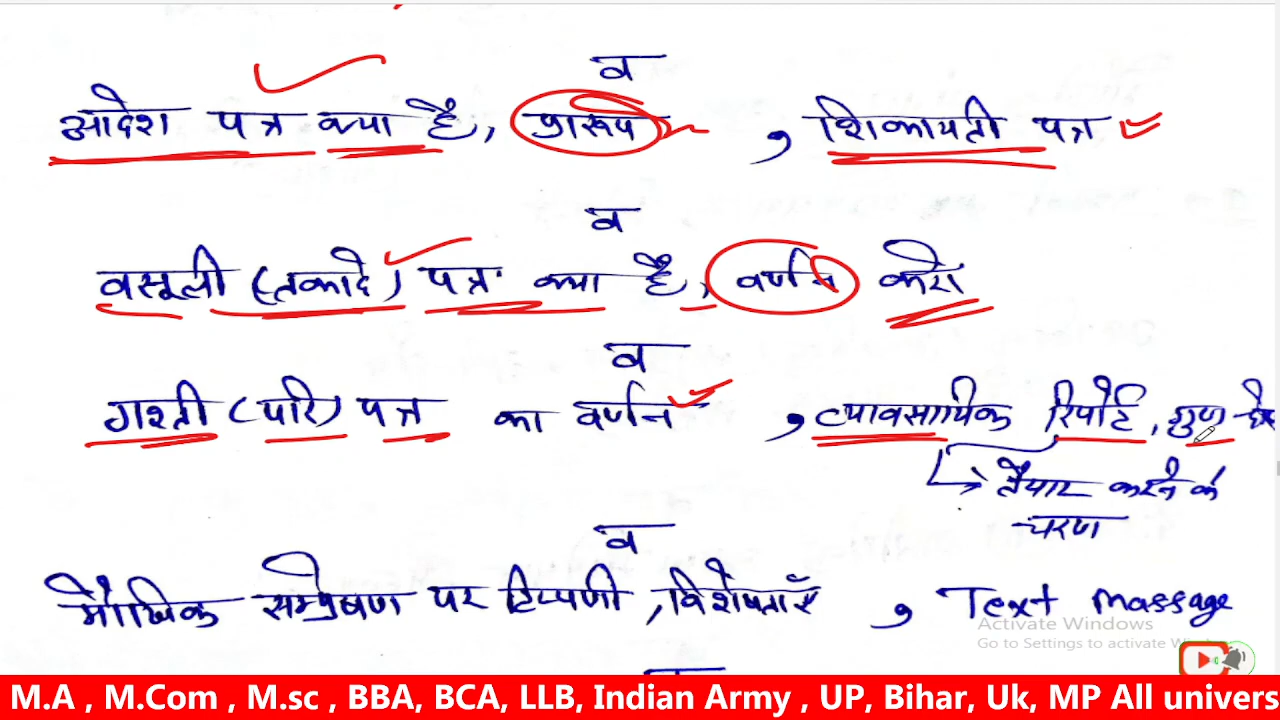 व
आदेश पत्र क्या है, प्रारूप , शिकायती पत्र
व
वसूली (तकादे) पत्र क्या है, वर्णन करो
व
गश्ती (परि) पत्र का वर्णन , व्यावसायिक रिपोर्ट, गुण-दोष
तैयार करने के
चरण
व
मौखिक सम्प्रेषण पर टिप्पणी, विशेषताएँ , Text massage
Activate Windows
Go to Settings to activate Windows.
M.A , M.Com , M.sc , BBA, BCA, LLB, Indian Army , UP, Bihar, Uk, MP All univers